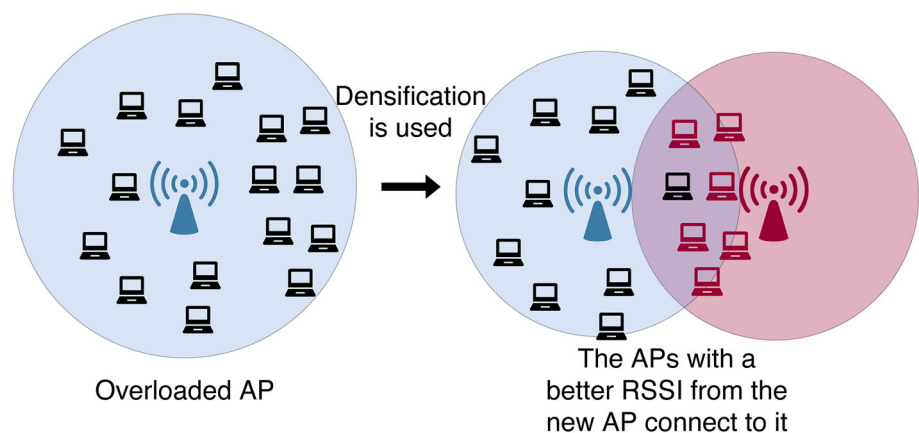 Densification
is used
Overloaded AP
The APs with a
better RSSI from the
new AP connect to it